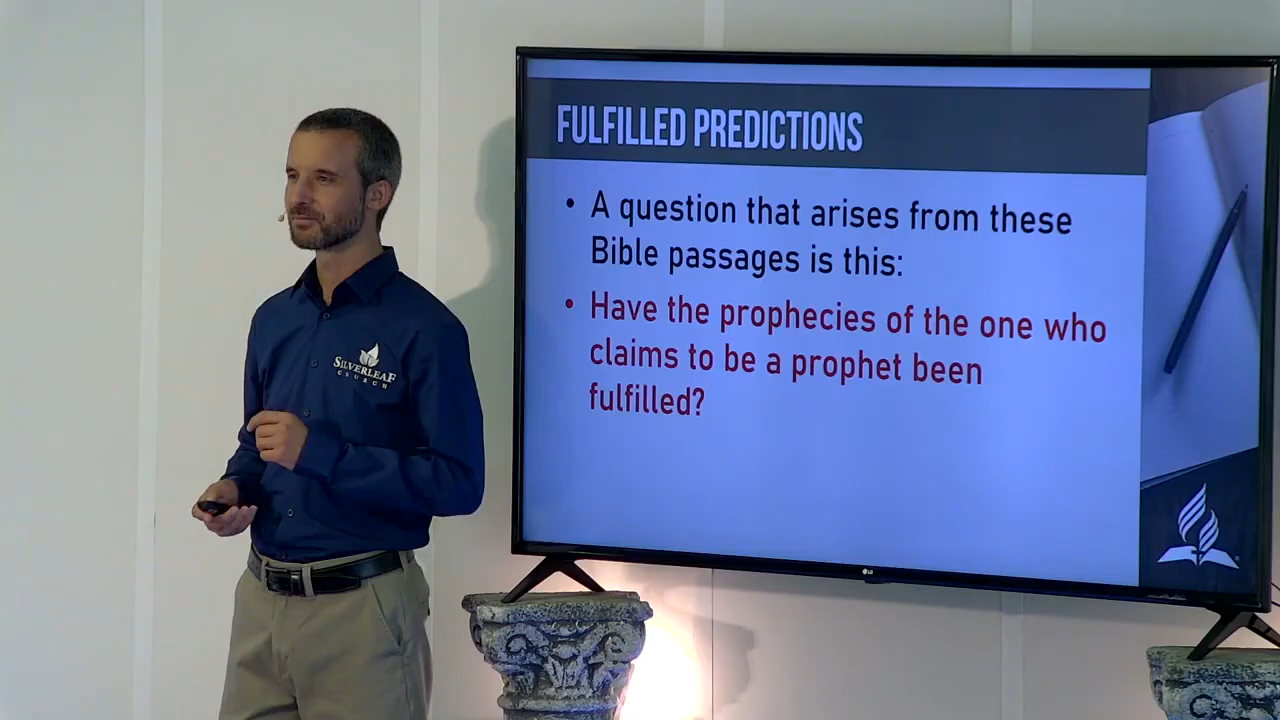 FULFILLED PREDICTIONS
• A question that arises from these
Bible passages is this:
• Have the prophecies of the one who
claims to be a prophet been
fulfilled?
SILVERLEAF
CHURCH
LG